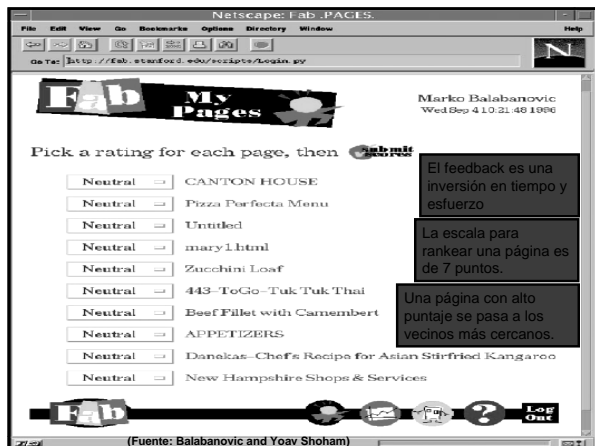 Netscape: Fab .PAGES.
File Edit View Go Bookmarks Options Directory Window Help
Go To: http://fab.stanford.edu/scripts/Login.py
N
Fab My Pages
Marko Balabanovic
Wed Sep 4 10:21:48 1996
Pick a rating for each page, then submit scores
Neutral CANTON HOUSE
Neutral Pizza Perfecta Menu
Neutral Untitled
Neutral mary1.html
Neutral Zucchini Loaf
Neutral 443-ToGo-Tuk Tuk Thai
Neutral Beef Fillet with Camembert
Neutral APPETIZERS
Neutral Danekas-Chef's Recipe for Asian Stirfried Kangaroo
Neutral New Hampshire Shops & Services
El feedback es una
inversión en tiempo y
esfuerzo
La escala para
rankear una página es
de 7 puntos.
Una página con alto
puntaje se pasa a los
vecinos más cercanos.
Fab ? Log Out
(Fuente: Balabanovic and Yoav Shoham)